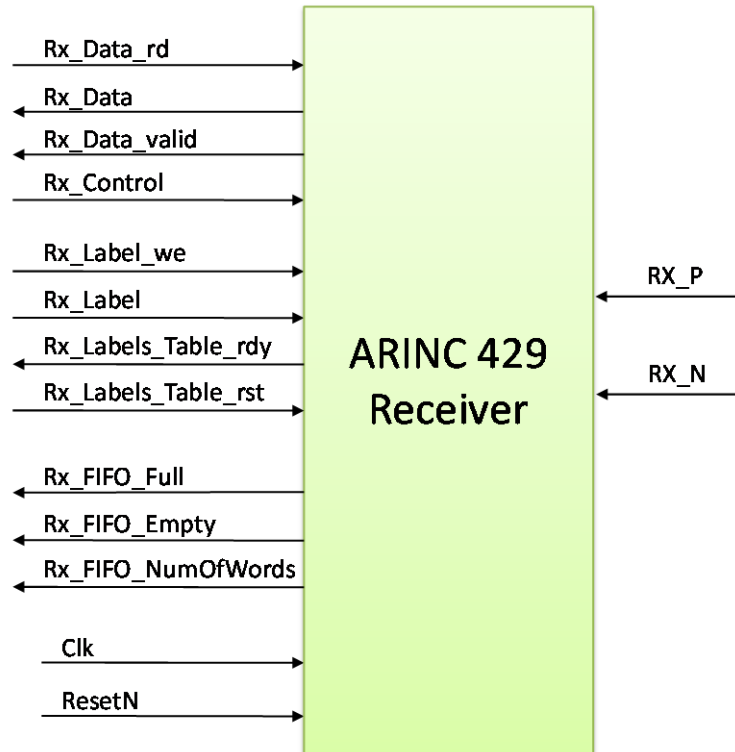 Rx_Data_rd
Rx_Data
Rx_Data_valid
Rx_Control
Rx_Label_we
Rx_Label
Rx_Labels_Table_rdy
Rx_Labels_Table_rst
Rx_FIFO_Full
Rx_FIFO_Empty
Rx_FIFO_NumOfWords
Clk
ResetN
ARINC 429
Receiver
RX_P
RX_N